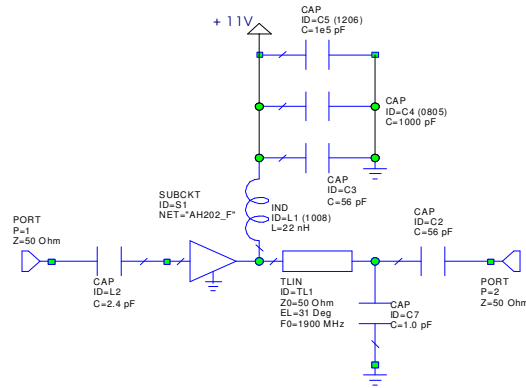 + 11V
CAP
ID=C5 (1206)
C=1e5 pF
CAP
ID=C4 (0805)
C=1000 pF
CAP
ID=C3
C=56 pF
SUBCKT
ID=S1
NET="AH202_F"
IND
ID=L1 (1008)
L=22 nH
CAP
ID=C2
C=56 pF
PORT
P=1
Z=50 Ohm
CAP
ID=L2
C=2.4 pF
TLIN
ID=TL1
Z0=50 Ohm
EL=31 Deg
F0=1900 MHz
CAP
ID=C7
C=1.0 pF
PORT
P=2
Z=50 Ohm